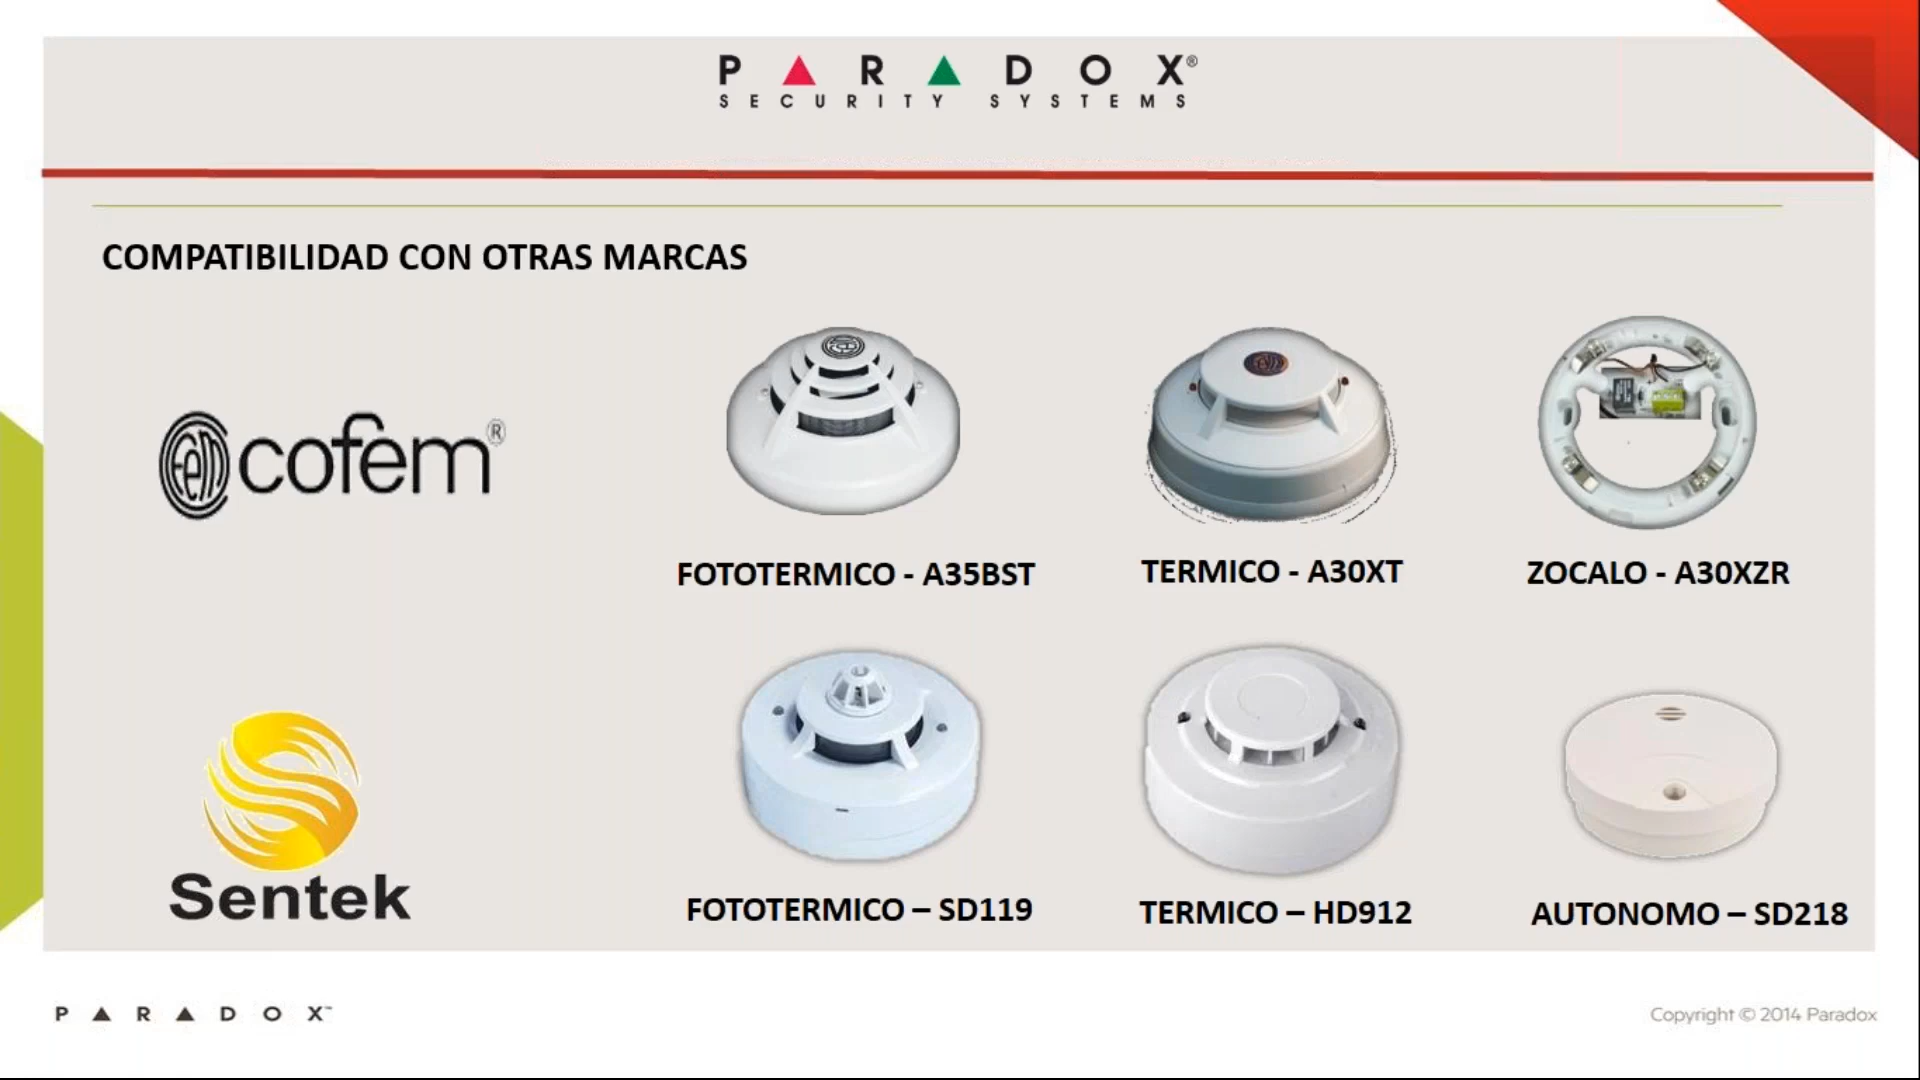 PARADOX®
SECURITY SYSTEMS
COMPATIBILIDAD CON OTRAS MARCAS
cofem®
FOTOTERMICO - A35BST
TERMICO - A30XT
ZOCALO - A30XZR
Sentek
FOTOTERMICO – SD119
TERMICO – HD912
AUTONOMO – SD218
PARADOX™
Copyright © 2014 Paradox